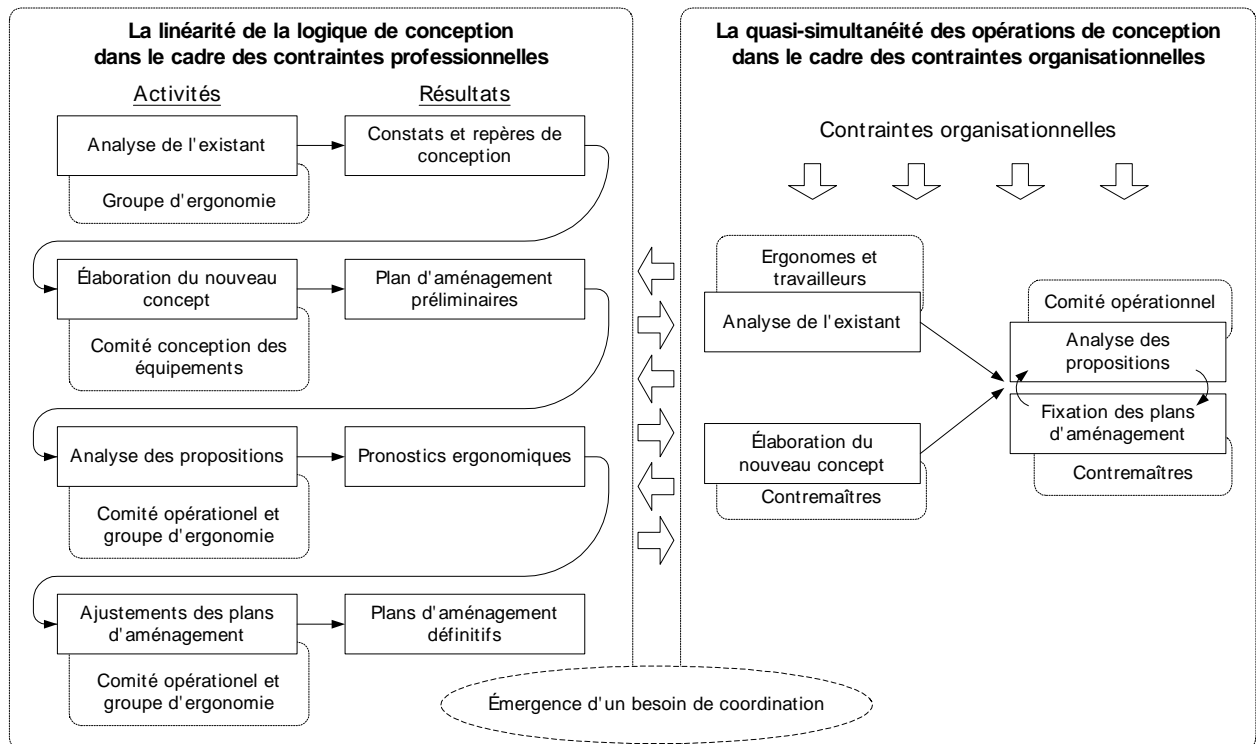 La linéarité de la logique de conception
dans le cadre des contraintes professionnelles
Activités
Résultats
Analyse de l'existant
Constats et repères de
conception
Groupe d'ergonomie
Élaboration du nouveau
concept
Plan d'aménagement
préliminaires
Comité conception des
équipements
Analyse des propositions
Pronostics ergonomiques
Comité opérationel et
groupe d'ergonomie
Ajustements des plans
d'aménagement
Plans d'aménagement
définitifs
Comité opérationel et
groupe d'ergonomie
La quasi-simultanéité des opérations de conception
dans le cadre des contraintes organisationnelles
Contraintes organisationnelles
Ergonomes et
travailleurs
Analyse de l'existant
Comité opérationnel
Analyse des
propositions
Fixation des plans
d'aménagement
Contremaîtres
Élaboration du
nouveau concept
Contremaîtres
Émergence d'un besoin de coordination